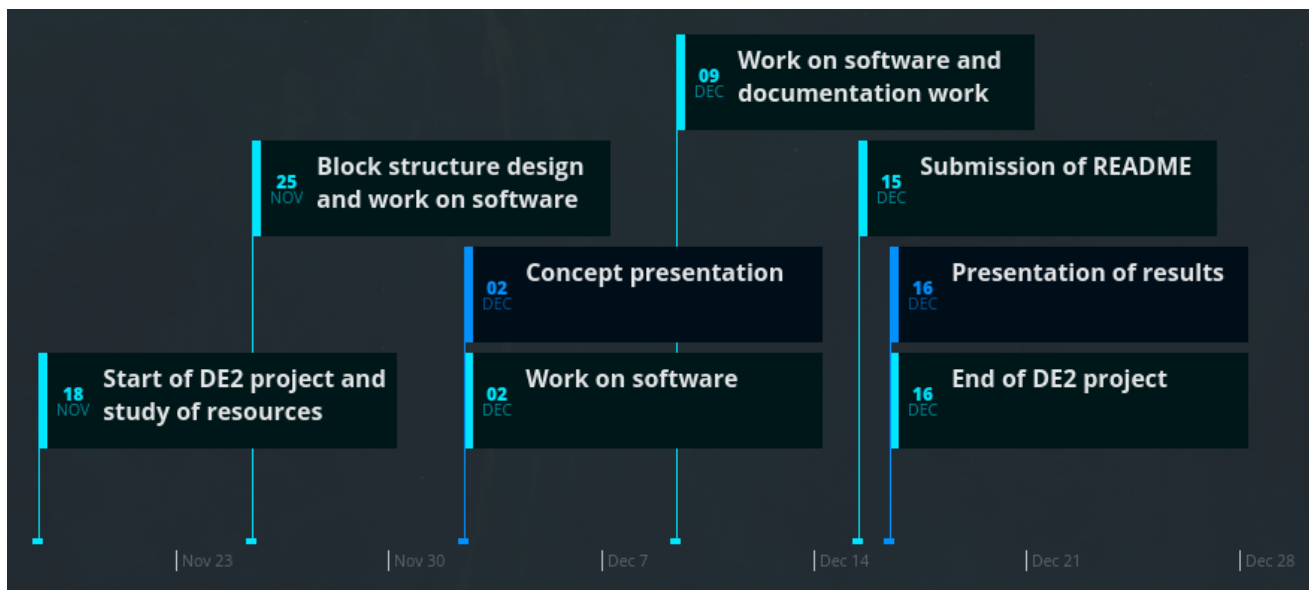 09
DEC
Work on software and
documentation work
25
NOV
Block structure design
and work on software
15
DEC
Submission of README
02
DEC
Concept presentation
16
DEC
Presentation of results
18
NOV
Start of DE2 project and
study of resources
02
DEC
Work on software
16
DEC
End of DE2 project
Nov 23
Nov 30
Dec 7
Dec 14
Dec 21
Dec 28